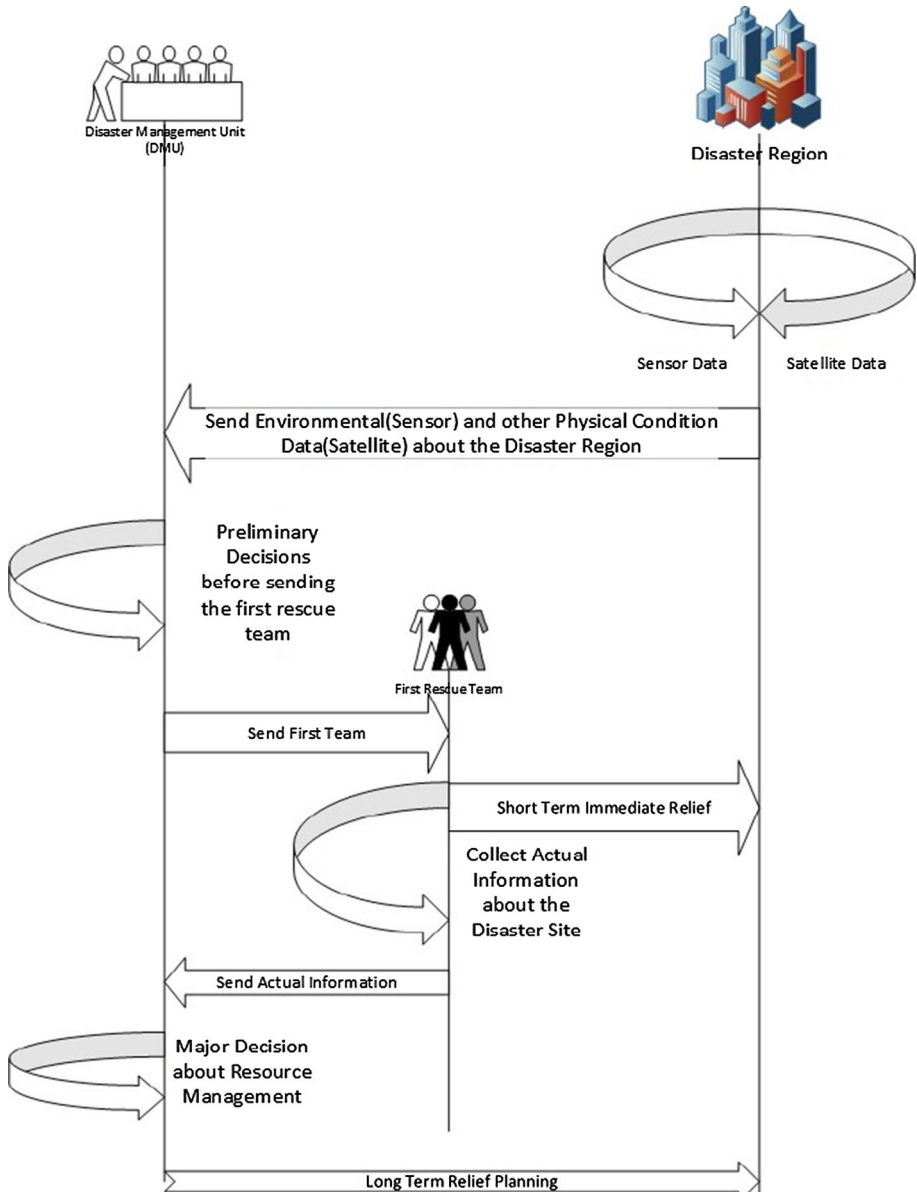 Disaster Management Unit
(DMU)
Disaster Region
Sensor Data
Satellite Data
Send Environmental(Sensor) and other Physical Condition
Data(Satellite) about the Disaster Region
Preliminary
Decisions
before sending
the first rescue
team
First Rescue Team
Send First Team
Short Term Immediate Relief
Collect Actual
Information
about the
Disaster Site
Send Actual Information
Major Decision
about Resource
Management
Long Term Relief Planning